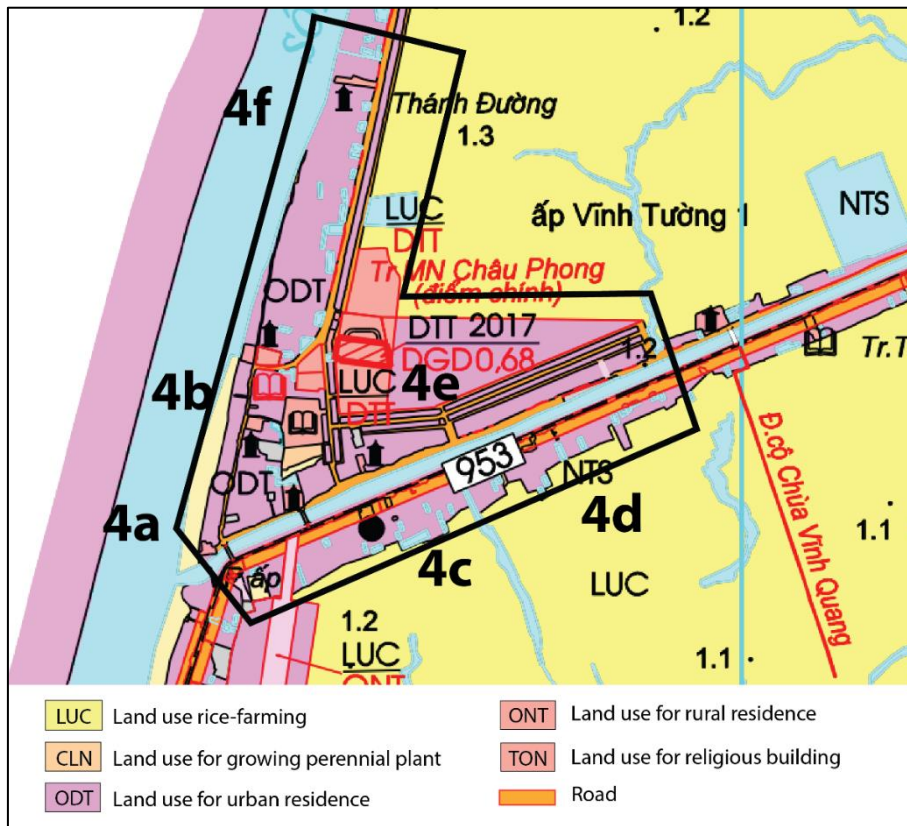 SÔ
1.2
4f
Thánh Đường
1.3
ấp Vĩnh Tường 1
NTS
LUC
DTT
Tr MN Châu Phong
(điểm chính)
ODT
DTT 2017
DGD0,68
1.2
Tr.T
4b
LUC
4e
DTT
953
Đ.cộ Chùa Vĩnh Quang
ODT
NTS
4a
4d
1.1
4c
ấp
LUC
1.2
LUC
ONT
1.1
LUC Land use rice-farming
CLN Land use for growing perennial plant
ODT Land use for urban residence
ONT Land use for rural residence
TON Land use for religious building
Road